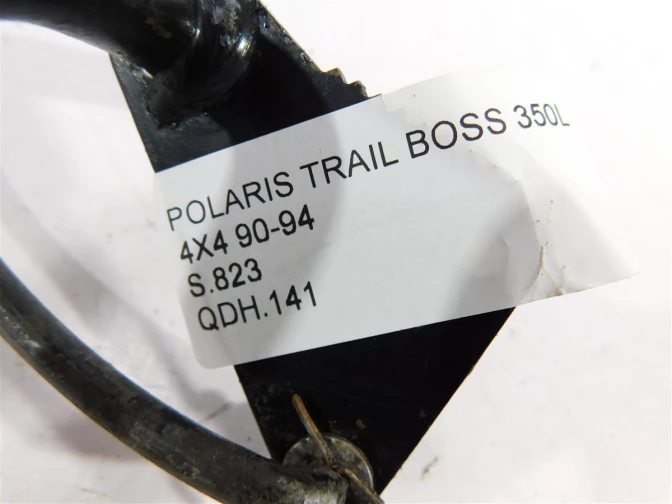 POLARIS TRAIL BOSS 350L
4X4 90-94
S.823
QDH.141